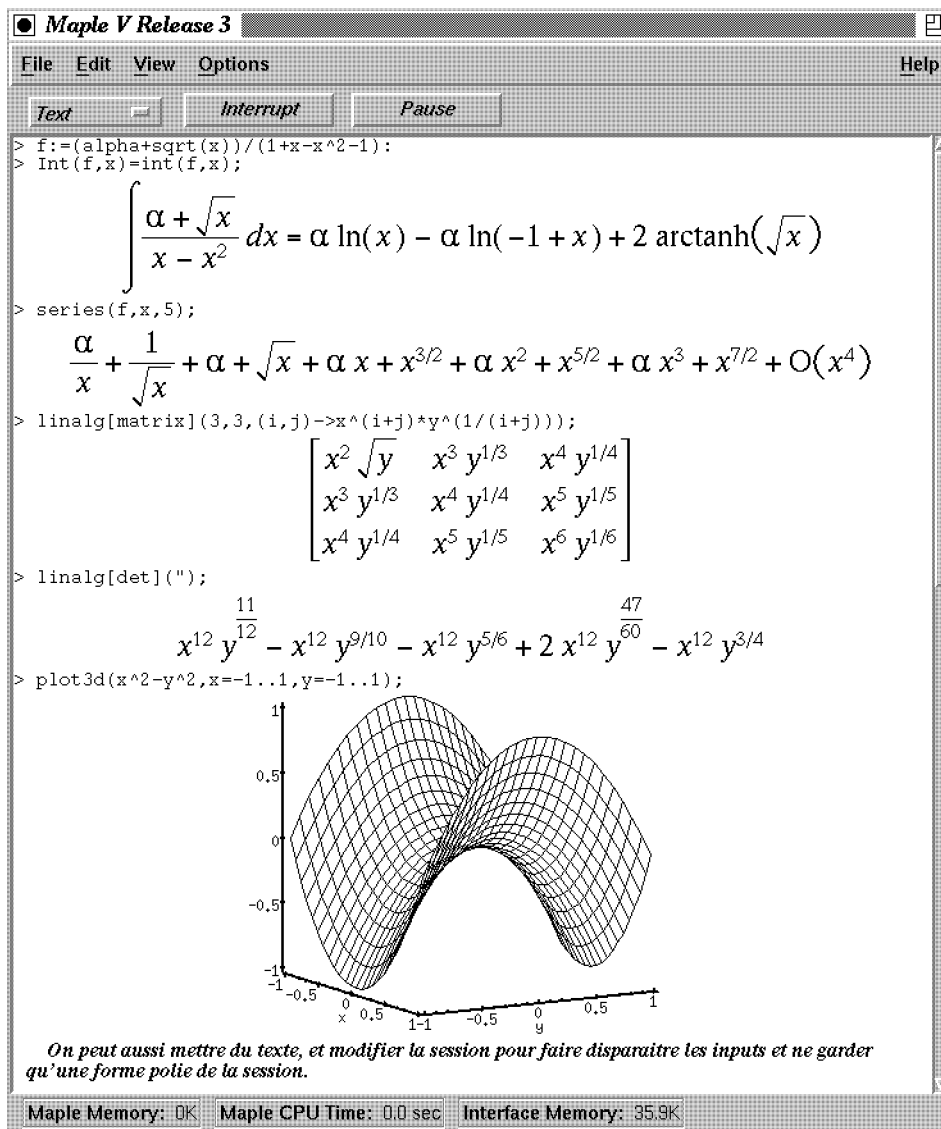 Maple V Release 3
File Edit View Options Help
Text Interrupt Pause
> f:=(alpha+sqrt(x))/(1+x-x^2-1):
> Int(f,x)=int(f,x);
∫ (α + √x)/(x − x²) dx = α ln(x) − α ln(−1 + x) + 2 arctanh(√x)
> series(f,x,5);
α/x + 1/√x + α + √x + α x + x^{3/2} + α x² + x^{5/2} + α x³ + x^{7/2} + O(x⁴)
> linalg[matrix](3,3,(i,j)->x^(i+j)*y^(1/(i+j)));
x² √y x³ y^{1/3} x⁴ y^{1/4}
x³ y^{1/3} x⁴ y^{1/4} x⁵ y^{1/5}
x⁴ y^{1/4} x⁵ y^{1/5} x⁶ y^{1/6}
> linalg[det](");
x^{12} y^{11/12} − x^{12} y^{9/10} − x^{12} y^{5/6} + 2 x^{12} y^{47/60} − x^{12} y^{3/4}
> plot3d(x^2-y^2,x=-1..1,y=-1..1);
1
0.5
0
-0.5
-1
-1 -0.5 0 0.5 1
x
-1 -0.5 0 0.5 1
y
On peut aussi mettre du texte, et modifier la session pour faire disparaitre les inputs et ne garder
qu'une forme polie de la session.
Maple Memory: 0K Maple CPU Time: 0.0 sec Interface Memory: 35.9K